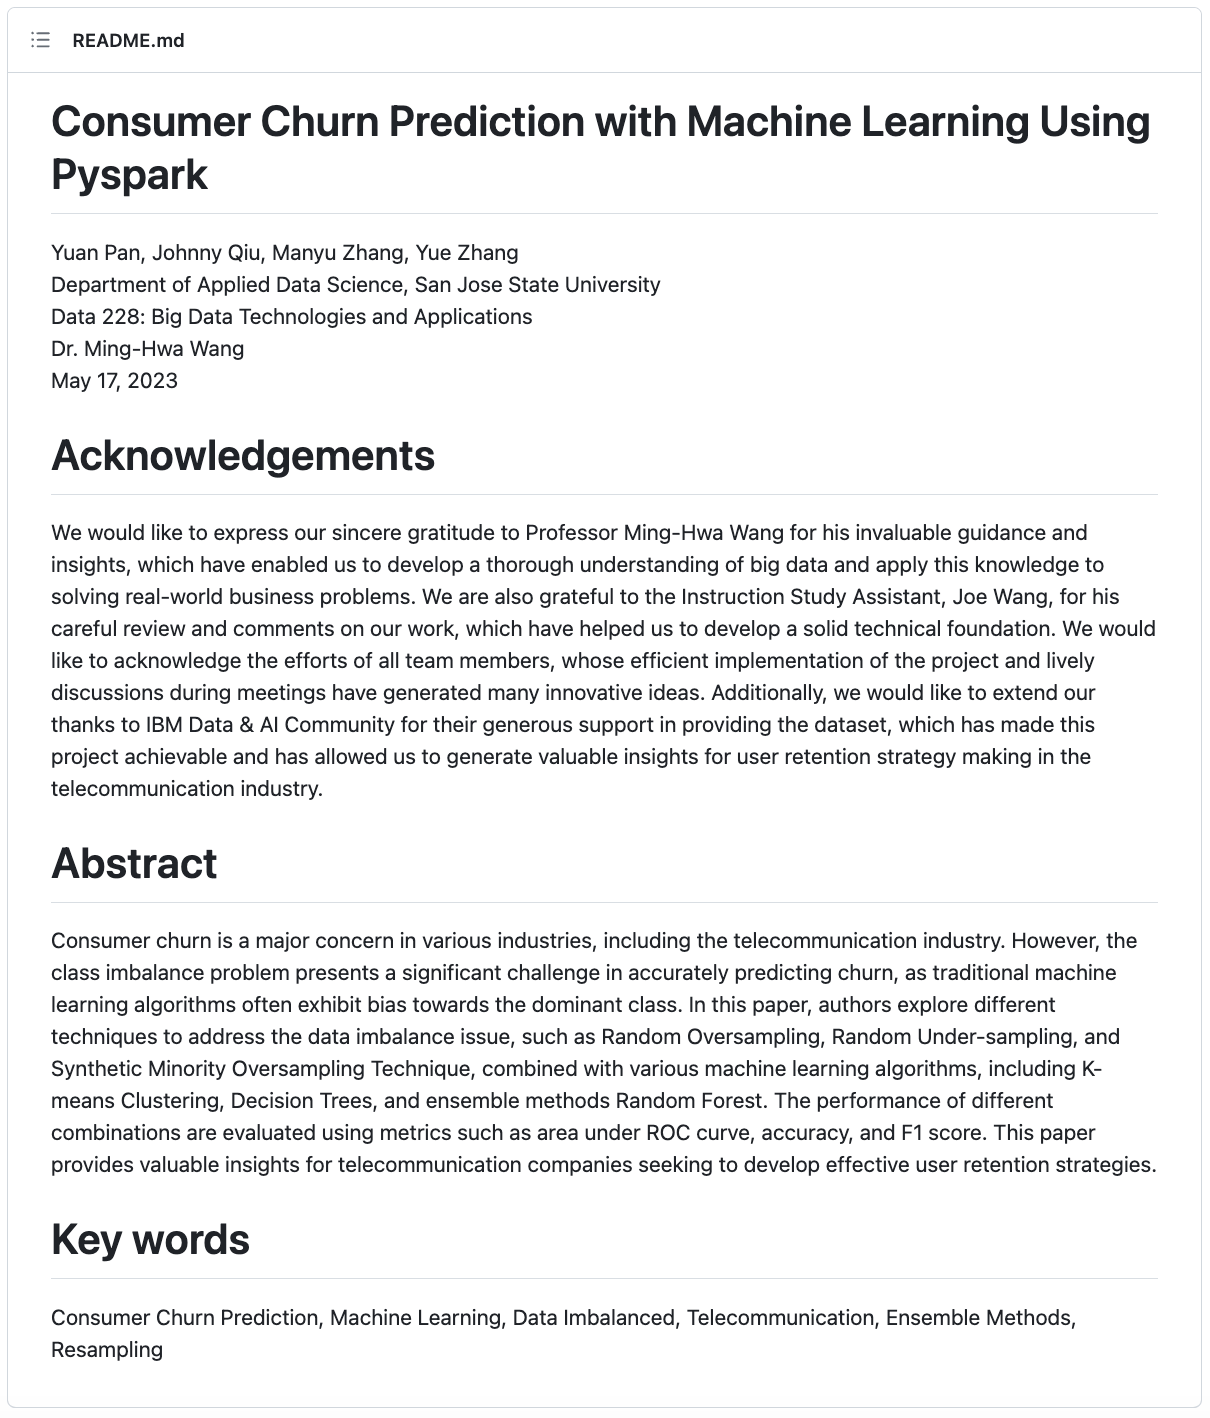 README.md
Consumer Churn Prediction with Machine Learning Using
Pyspark
Yuan Pan, Johnny Qiu, Manyu Zhang, Yue Zhang
Department of Applied Data Science, San Jose State University
Data 228: Big Data Technologies and Applications
Dr. Ming-Hwa Wang
May 17, 2023
Acknowledgements
We would like to express our sincere gratitude to Professor Ming-Hwa Wang for his invaluable guidance and
insights, which have enabled us to develop a thorough understanding of big data and apply this knowledge to
solving real-world business problems. We are also grateful to the Instruction Study Assistant, Joe Wang, for his
careful review and comments on our work, which have helped us to develop a solid technical foundation. We would
like to acknowledge the efforts of all team members, whose efficient implementation of the project and lively
discussions during meetings have generated many innovative ideas. Additionally, we would like to extend our
thanks to IBM Data & AI Community for their generous support in providing the dataset, which has made this
project achievable and has allowed us to generate valuable insights for user retention strategy making in the
telecommunication industry.
Abstract
Consumer churn is a major concern in various industries, including the telecommunication industry. However, the
class imbalance problem presents a significant challenge in accurately predicting churn, as traditional machine
learning algorithms often exhibit bias towards the dominant class. In this paper, authors explore different
techniques to address the data imbalance issue, such as Random Oversampling, Random Under-sampling, and
Synthetic Minority Oversampling Technique, combined with various machine learning algorithms, including K-
means Clustering, Decision Trees, and ensemble methods Random Forest. The performance of different
combinations are evaluated using metrics such as area under ROC curve, accuracy, and F1 score. This paper
provides valuable insights for telecommunication companies seeking to develop effective user retention strategies.
Key words
Consumer Churn Prediction, Machine Learning, Data Imbalanced, Telecommunication, Ensemble Methods,
Resampling